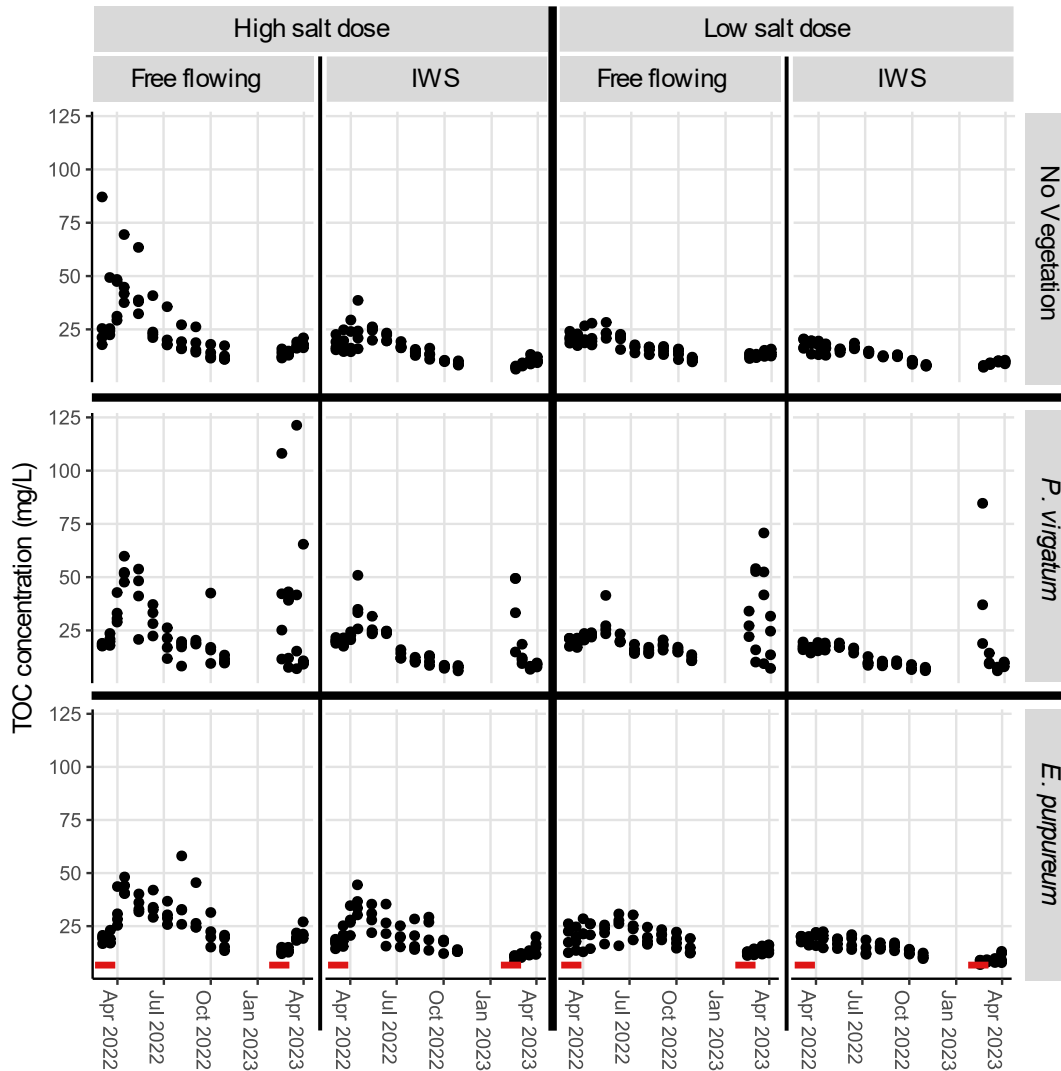 High salt dose
Low salt dose
Free flowing
IWS
Free flowing
IWS
TOC concentration (mg/L)
125
100
75
50
25
No Vegetation
125
100
75
50
25
P. virgatum
125
100
75
50
25
E. purpureum
Apr 2022
Jul 2022
Oct 2022
Jan 2023
Apr 2023
Apr 2022
Jul 2022
Oct 2022
Jan 2023
Apr 2023
Apr 2022
Jul 2022
Oct 2022
Jan 2023
Apr 2023
Apr 2022
Jul 2022
Oct 2022
Jan 2023
Apr 2023